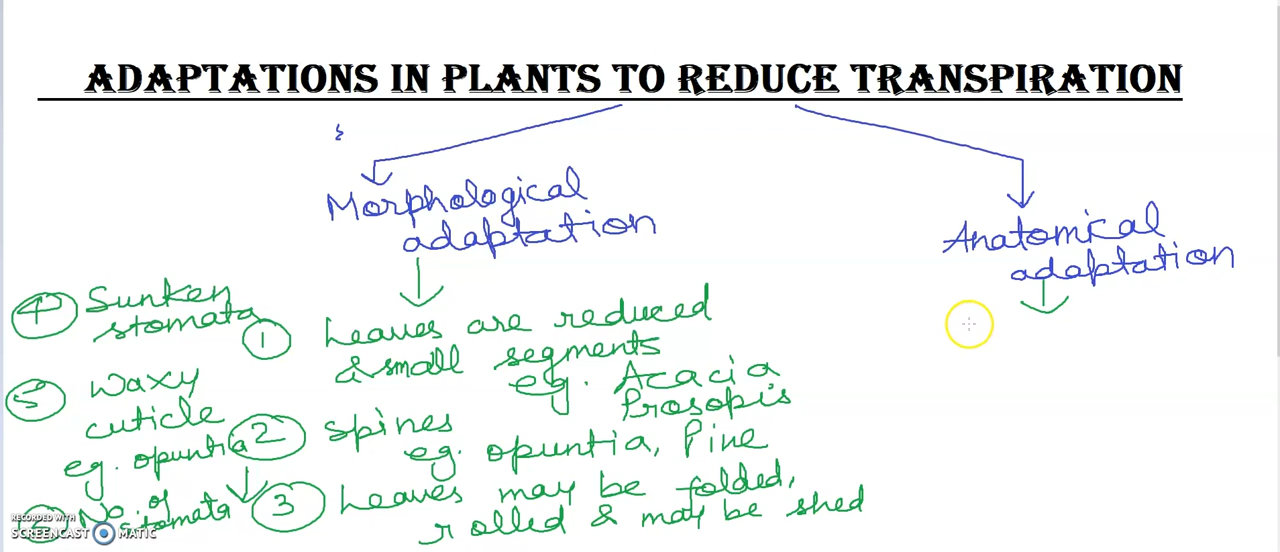 ADAPTATIONS IN PLANTS TO REDUCE TRANSPIRATION
Morphological
adaptation
Anatomical
adaptation
① Leaves are reduced
& small segments
eg. Acacia
Prosopis
② Spines
eg. opuntia, Pine
③ Leaves may be folded,
rolled & may be shed
④ Sunken
stomata
⑤ Waxy
cuticle
eg. opuntia
No. of
stomata
RECORDED WITH
SCREENCAST MATIC